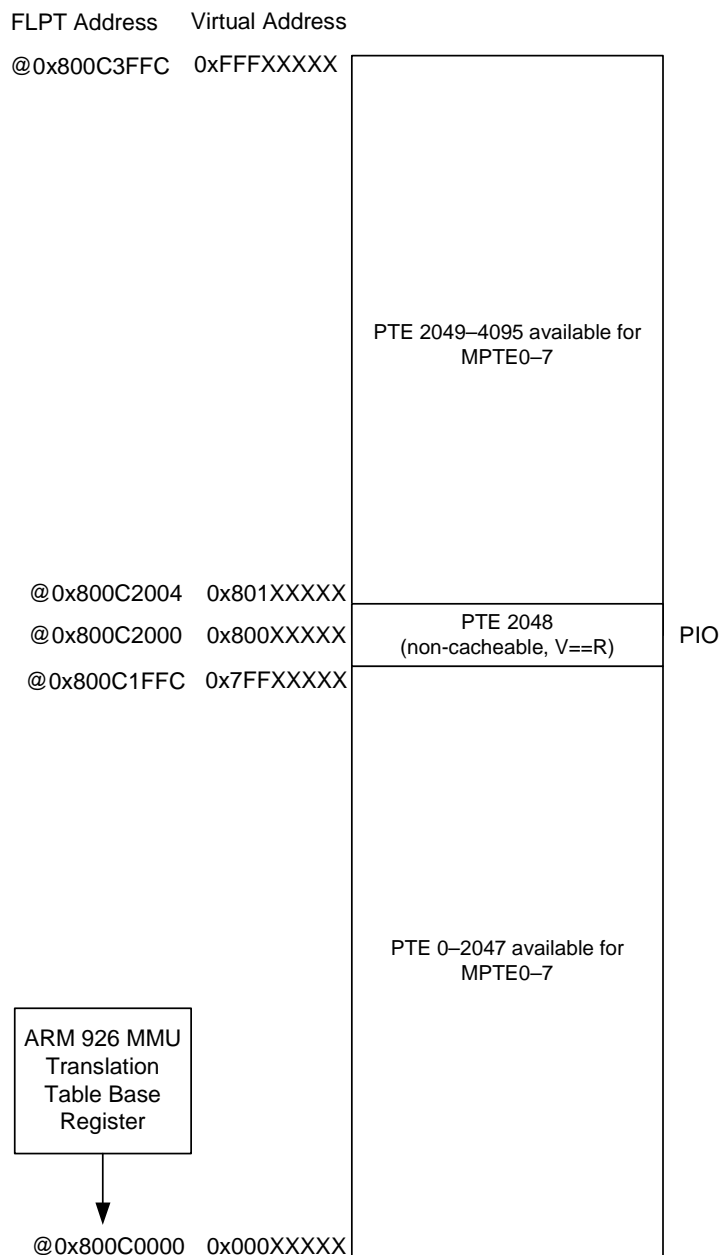 FLPT Address Virtual Address
@0x800C3FFC 0xFFFXXXXX
PTE 2049–4095 available for
MPTE0–7
@0x800C2004 0x801XXXXX
@0x800C2000 0x800XXXXX
PTE 2048
(non-cacheable, V==R)
PIO
@0x800C1FFC 0x7FFXXXXX
PTE 0–2047 available for
MPTE0–7
ARM 926 MMU
Translation
Table Base
Register
@0x800C0000 0x000XXXXX